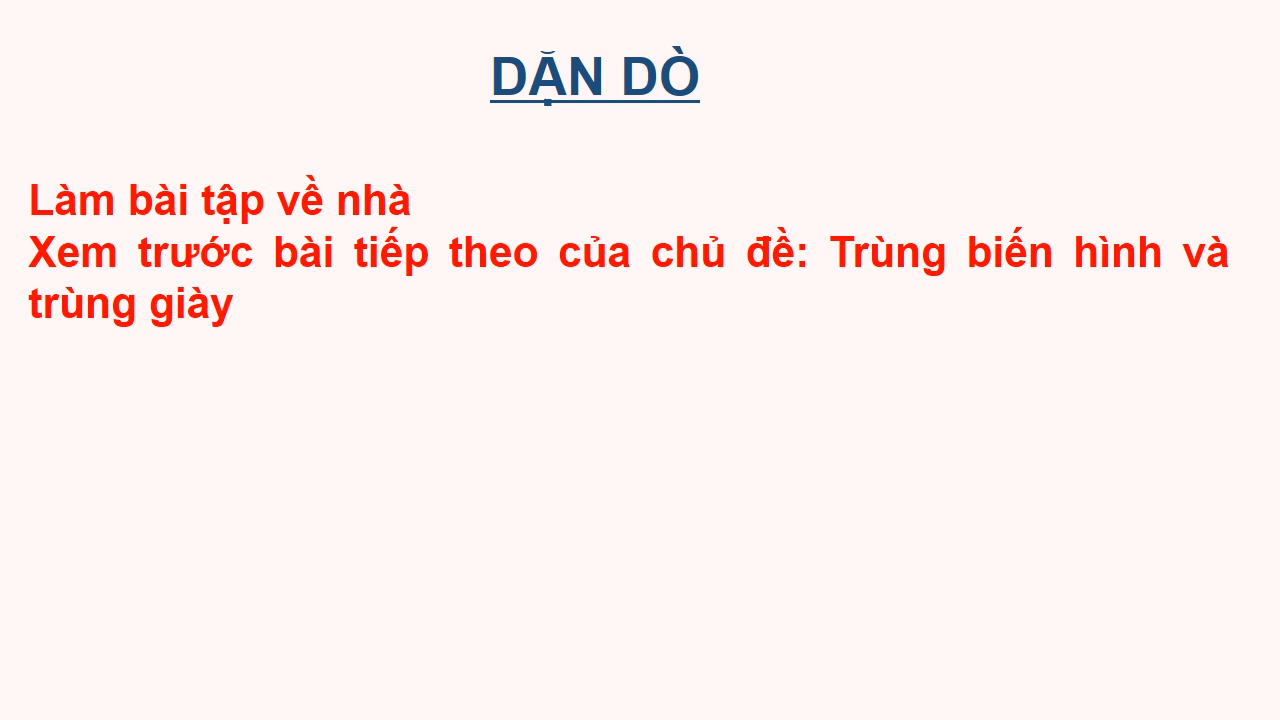 DẶN DÒ
Làm bài tập về nhà
Xem trước bài tiếp theo của chủ đề: Trùng biến hình và
trùng giày